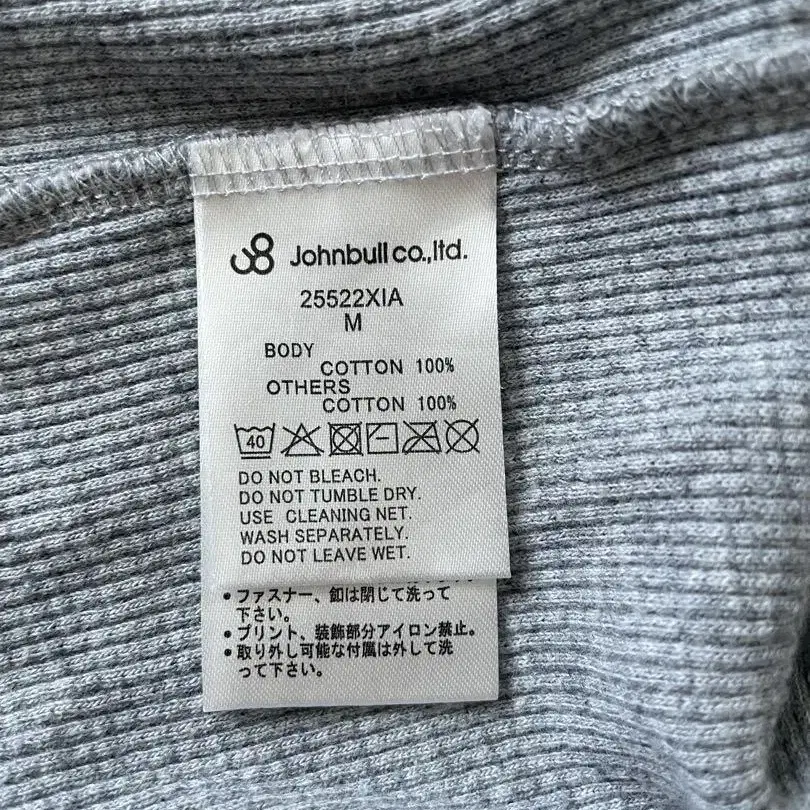 Johnbull co.,ltd.
25522XIA
M
BODY
COTTON 100%
OTHERS
COTTON 100%
40
DO NOT BLEACH.
DO NOT TUMBLE DRY.
USE CLEANING NET.
WASH SEPARATELY.
DO NOT LEAVE WET.
•ファスナー、釦は閉じて洗って
下さい。
•プリント、装飾部分アイロン禁止。
•取り外し可能な付属は外して洗
って下さい。